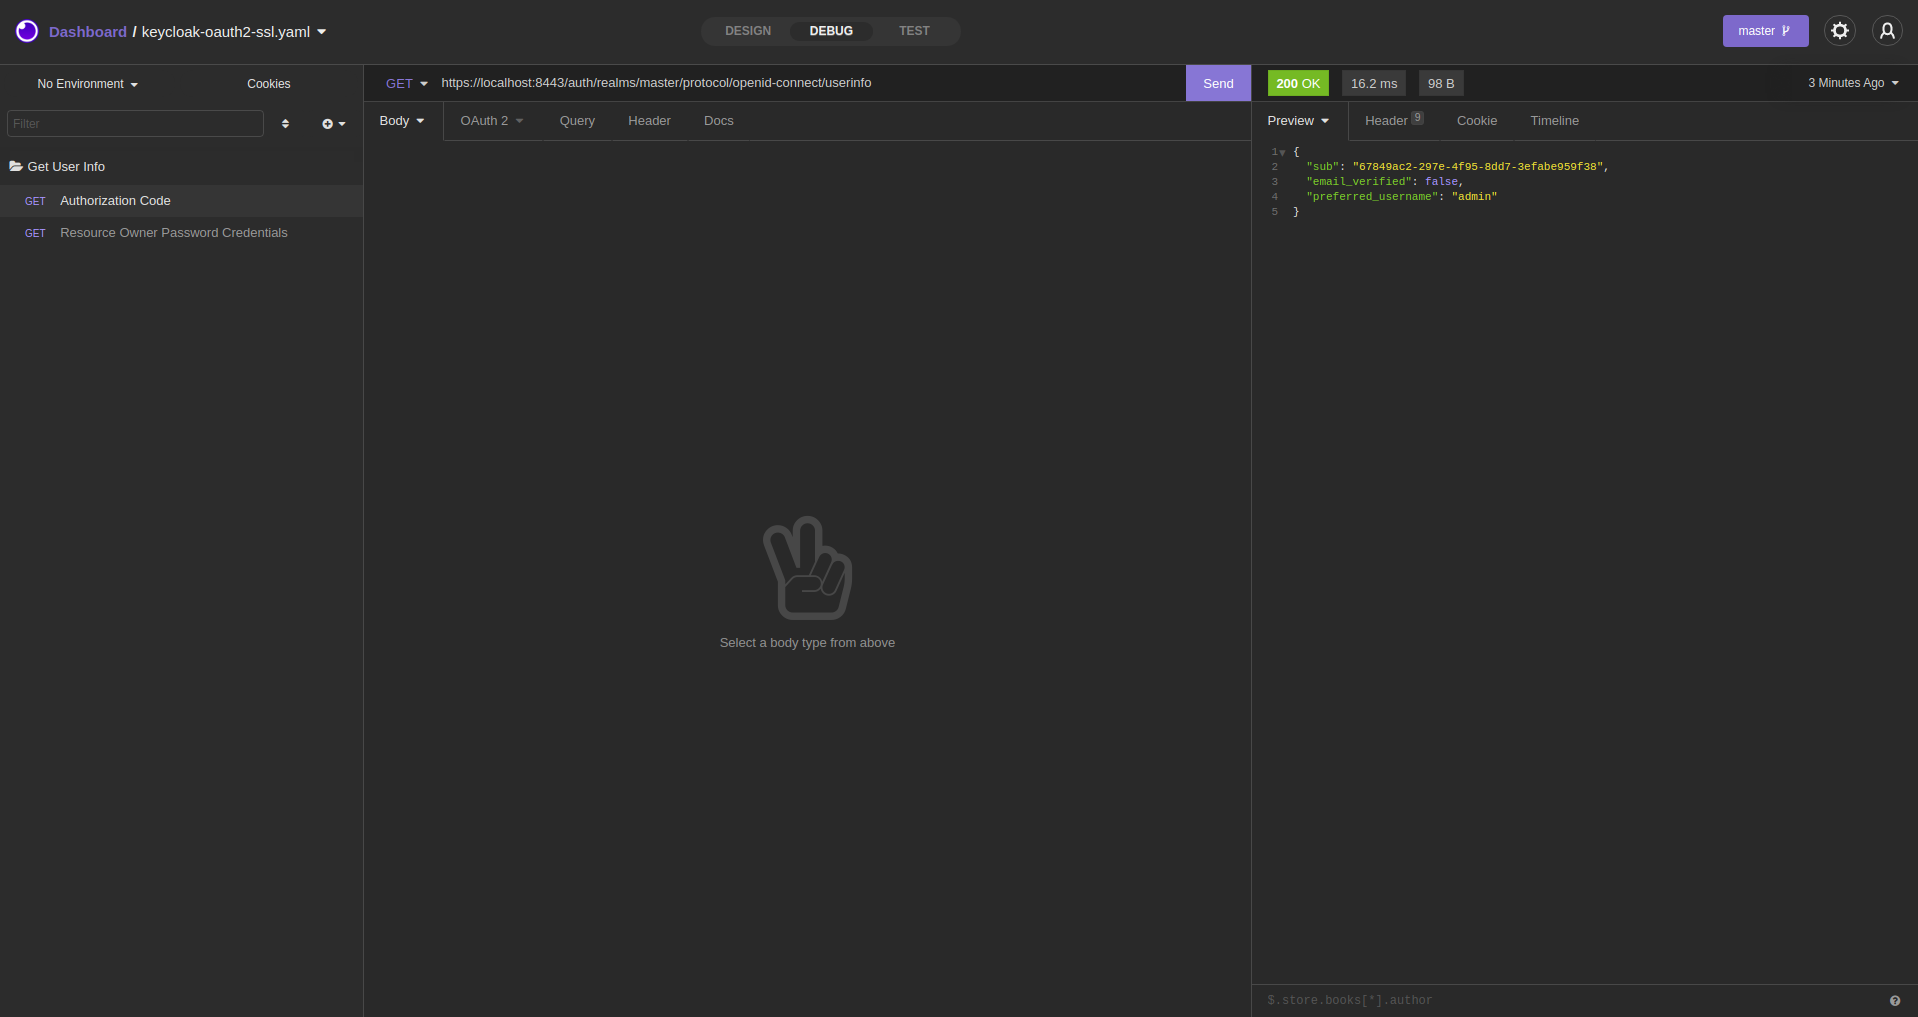 Dashboard / keycloak-oauth2-ssl.yaml
DESIGN DEBUG TEST
master
No Environment Cookies
Filter
Get User Info
GET Authorization Code
GET Resource Owner Password Credentials
GET https://localhost:8443/auth/realms/master/protocol/openid-connect/userinfo Send
Body OAuth 2 Query Header Docs
Select a body type from above
200 OK 16.2 ms 98 B 3 Minutes Ago
Preview Header 9 Cookie Timeline
1 {
2 "sub": "67849ac2-297e-4f95-8dd7-3efabe959f38",
3 "email_verified": false,
4 "preferred_username": "admin"
5 }
$.store.books[*].author